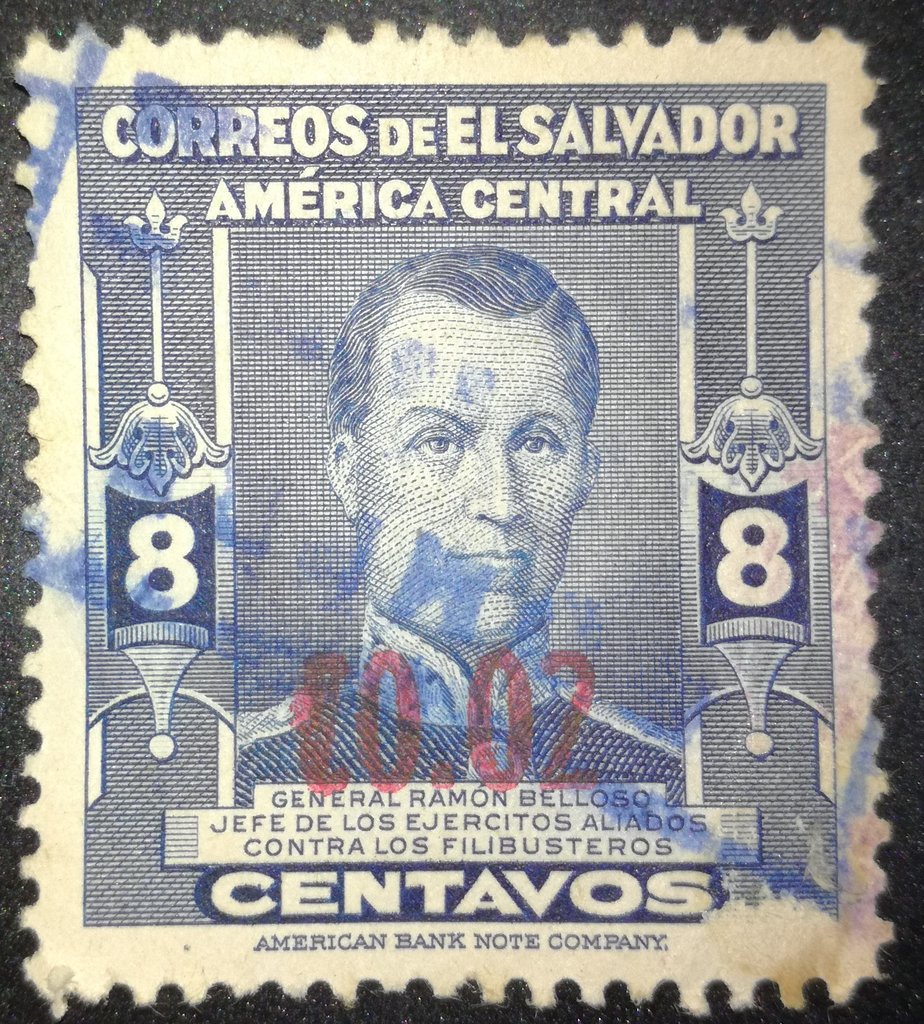 CORREOS DE EL SALVADOR
AMÉRICA CENTRAL
8 8
¢0.02
GENERAL RAMÓN BELLOSO
JEFE DE LOS EJERCITOS ALIADOS
CONTRA LOS FILIBUSTEROS
CENTAVOS
AMERICAN BANK NOTE COMPANY.